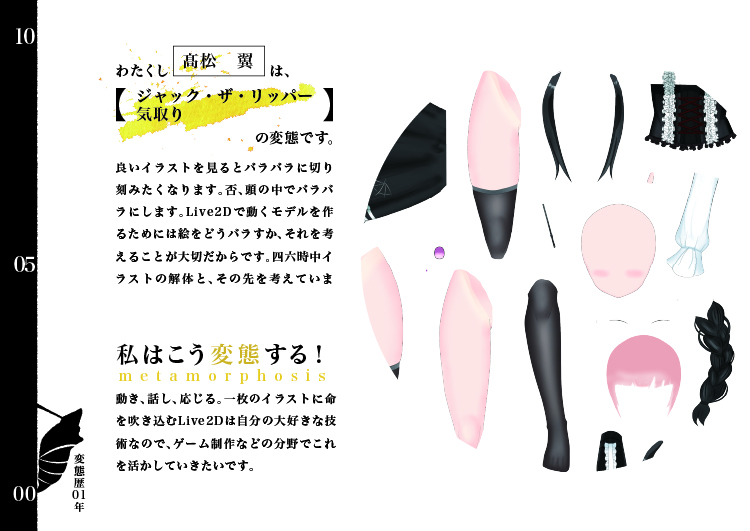 10
05
00
わたくし 髙松 翼 は、
【ジャック・ザ・リッパー
気取り】
の変態です。
良いイラストを見るとバラバラに切り
刻みたくなります。否、頭の中でバラバ
ラにします。Live2Dで動くモデルを作
るためには絵をどうバラすか、それを考
えることが大切だからです。四六時中イ
ラストの解体と、その先を考えていま
私はこう変態する!
metamorphosis
動き、話し、応じる。一枚のイラストに命
を吹き込むLive2Dは自分の大好きな技
術なので、ゲーム制作などの分野でこれ
を活かしていきたいです。
変態歴01年